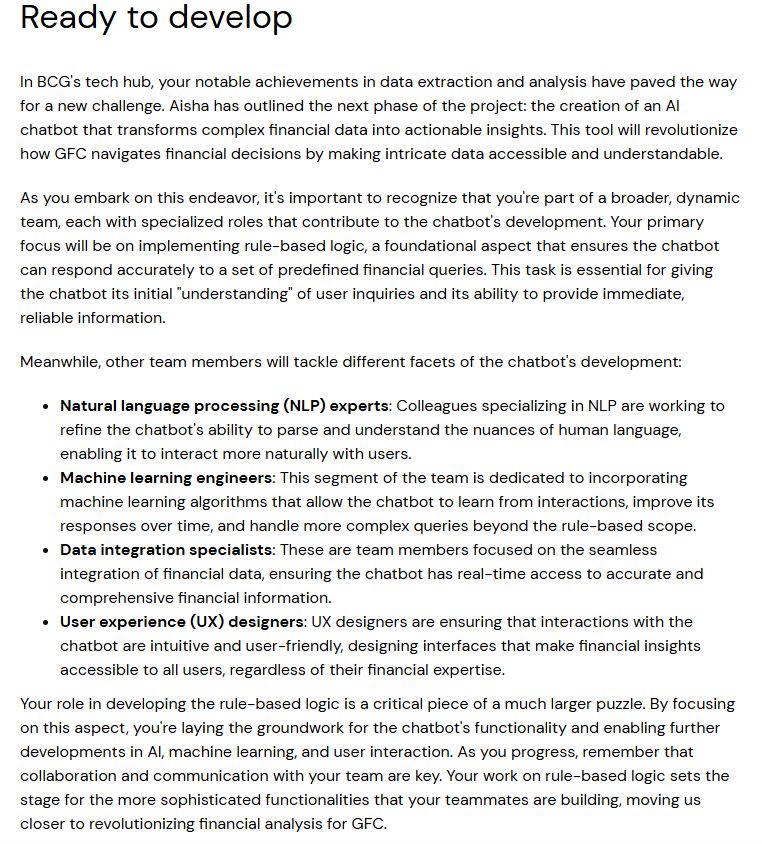 Ready to develop
In BCG's tech hub, your notable achievements in data extraction and analysis have paved the way
for a new challenge. Aisha has outlined the next phase of the project: the creation of an AI
chatbot that transforms complex financial data into actionable insights. This tool will revolutionize
how GFC navigates financial decisions by making intricate data accessible and understandable.
As you embark on this endeavor, it's important to recognize that you're part of a broader, dynamic
team, each with specialized roles that contribute to the chatbot's development. Your primary
focus will be on implementing rule-based logic, a foundational aspect that ensures the chatbot
can respond accurately to a set of predefined financial queries. This task is essential for giving
the chatbot its initial "understanding" of user inquiries and its ability to provide immediate,
reliable information.
Meanwhile, other team members will tackle different facets of the chatbot's development:
• Natural language processing (NLP) experts: Colleagues specializing in NLP are working to
refine the chatbot's ability to parse and understand the nuances of human language,
enabling it to interact more naturally with users.
• Machine learning engineers: This segment of the team is dedicated to incorporating
machine learning algorithms that allow the chatbot to learn from interactions, improve its
responses over time, and handle more complex queries beyond the rule-based scope.
• Data integration specialists: These are team members focused on the seamless
integration of financial data, ensuring the chatbot has real-time access to accurate and
comprehensive financial information.
• User experience (UX) designers: UX designers are ensuring that interactions with the
chatbot are intuitive and user-friendly, designing interfaces that make financial insights
accessible to all users, regardless of their financial expertise.
Your role in developing the rule-based logic is a critical piece of a much larger puzzle. By focusing
on this aspect, you're laying the groundwork for the chatbot's functionality and enabling further
developments in AI, machine learning, and user interaction. As you progress, remember that
collaboration and communication with your team are key. Your work on rule-based logic sets the
stage for the more sophisticated functionalities that your teammates are building, moving us
closer to revolutionizing financial analysis for GFC.